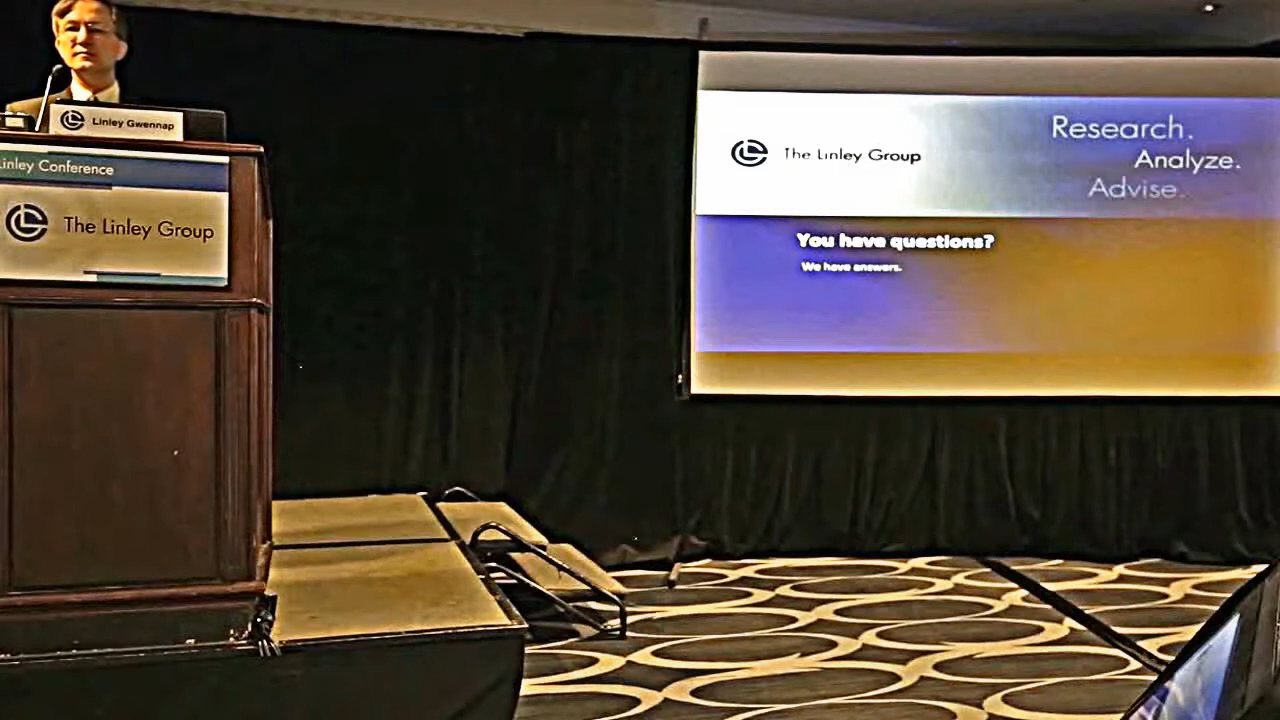 Linley Gwennap
Linley Conference
The Linley Group
The Linley Group
Research.
Analyze.
Advise.
You have questions?
We have answers.